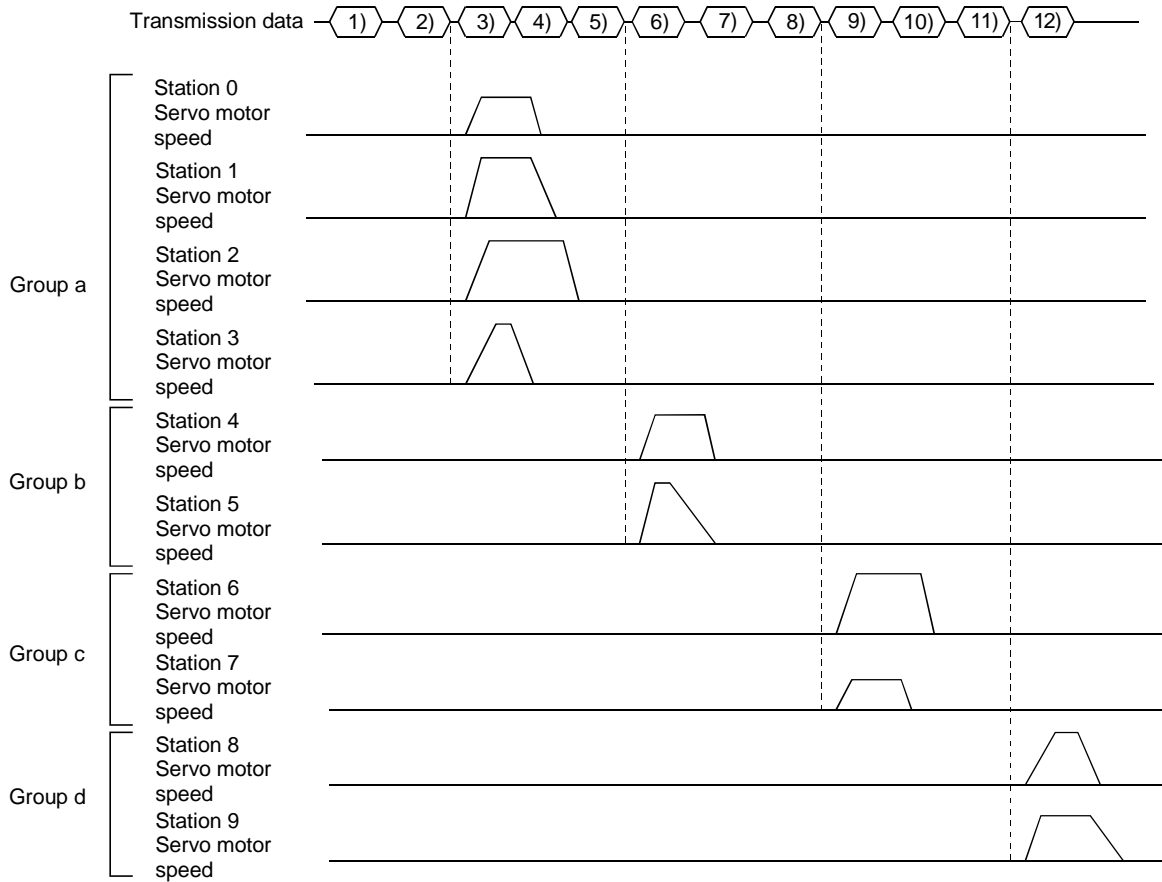 Transmission data 1) 2) 3) 4) 5) 6) 7) 8) 9) 10) 11) 12)
Group a
Station 0
Servo motor
speed
Station 1
Servo motor
speed
Station 2
Servo motor
speed
Station 3
Servo motor
speed
Group b
Station 4
Servo motor
speed
Station 5
Servo motor
speed
Group c
Station 6
Servo motor
speed
Station 7
Servo motor
speed
Group d
Station 8
Servo motor
speed
Station 9
Servo motor
speed